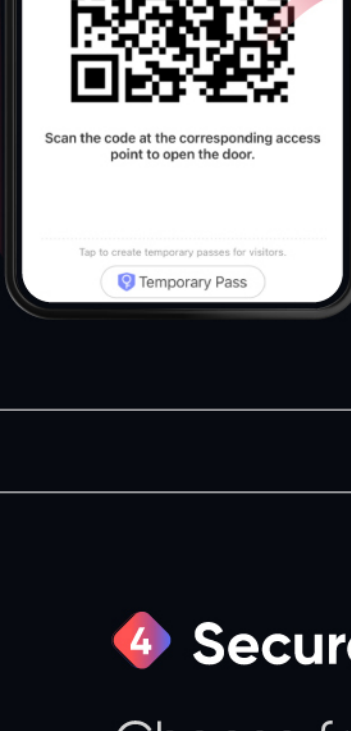 Scan the code at the corresponding access
point to open the door.
Tap to create temporary passes for visitors.
Temporary Pass
4 Secure